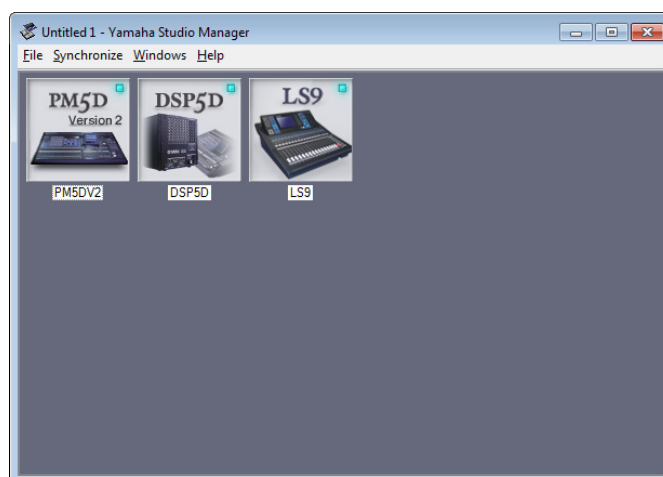 Untitled 1 - Yamaha Studio Manager
File Synchronize Windows Help
PM5D
Version 2
DSP5D
LS9
PM5DV2
DSP5D
LS9